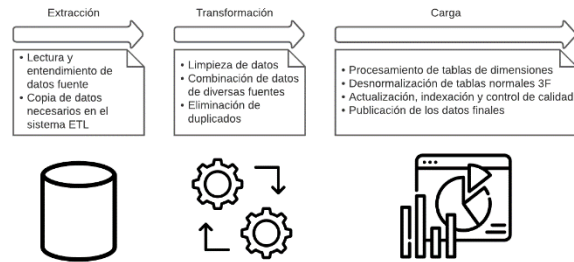 Extracción
Transformación
Carga
• Lectura y
entendimiento de
datos fuente
• Copia de datos
necesarios en el
sistema ETL
• Limpieza de datos
• Combinación de datos
de diversas fuentes
• Eliminación de
duplicados
• Procesamiento de tablas de dimensiones
• Desnormalización de tablas normales 3F
• Actualización, indexación y control de calidad
• Publicación de los datos finales